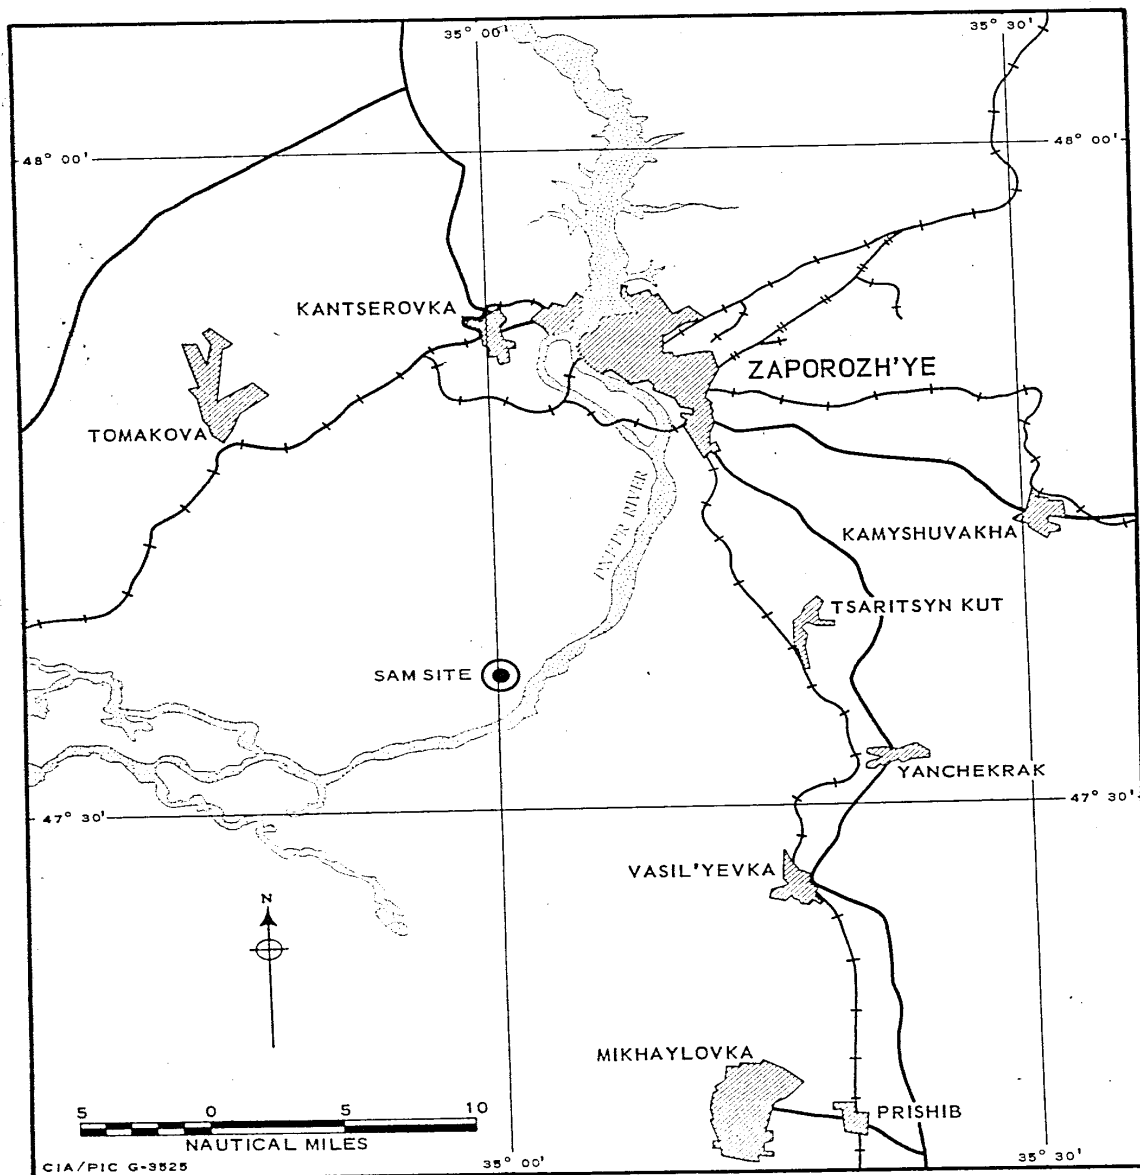 35° 00'
35° 30'
48° 00'
48° 00'
KANTSEROVKA
ZAPOROZH'YE
TOMAKOVA
DNEPR RIVER
KAMYSHUVAKHA
TSARITSYN KUT
SAM SITE
YANCHEKRAK
47° 30'
47° 30'
VASIL'YEVKA
N
MIKHAYLOVKA
PRISHIB
5 0 5 10
NAUTICAL MILES
CIA/PIC G-3525
35° 00'
35° 30'